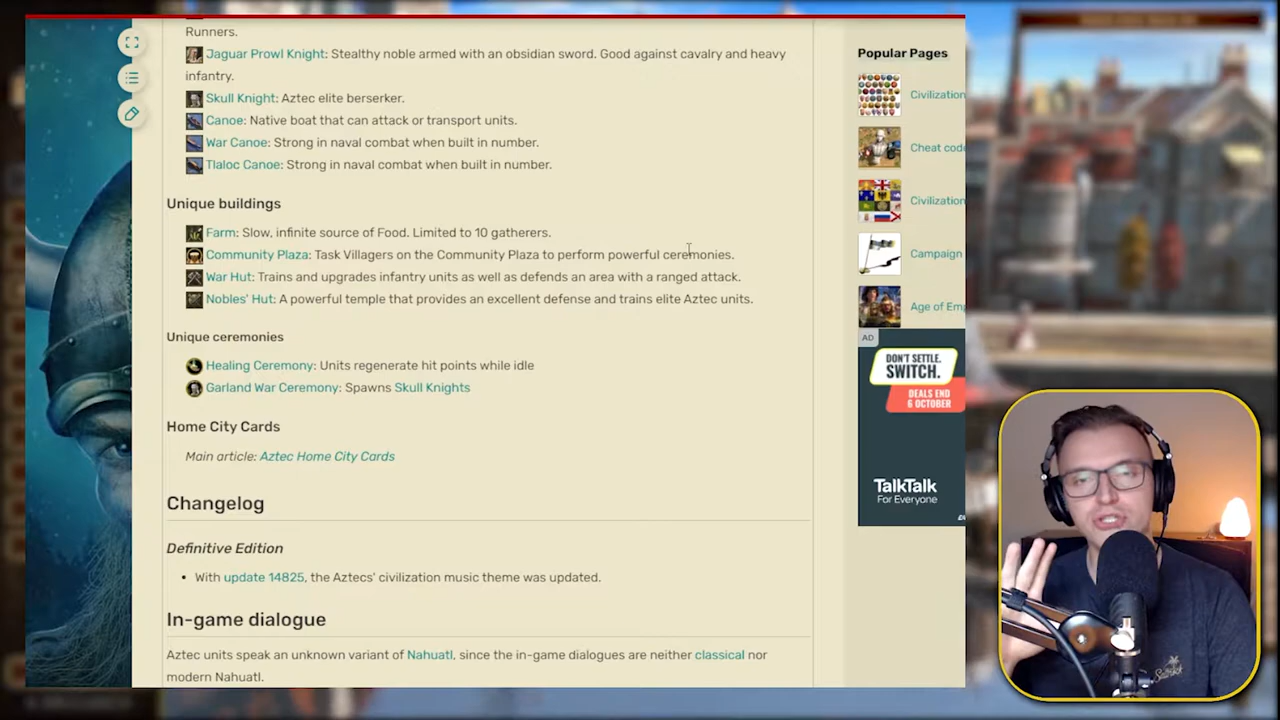 Runners.
Jaguar Prowl Knight: Stealthy noble armed with an obsidian sword. Good against cavalry and heavy
infantry.
Skull Knight: Aztec elite berserker.
Canoe: Native boat that can attack or transport units.
War Canoe: Strong in naval combat when built in number.
Tlaloc Canoe: Strong in naval combat when built in number.
Unique buildings
Farm: Slow, infinite source of Food. Limited to 10 gatherers.
Community Plaza: Task Villagers on the Community Plaza to perform powerful ceremonies.
War Hut: Trains and upgrades infantry units as well as defends an area with a ranged attack.
Nobles' Hut: A powerful temple that provides an excellent defense and trains elite Aztec units.
Unique ceremonies
Healing Ceremony: Units regenerate hit points while idle
Garland War Ceremony: Spawns Skull Knights
Home City Cards
Main article: Aztec Home City Cards
Changelog
Definitive Edition
• With update 14825, the Aztecs' civilization music theme was updated.
In-game dialogue
Aztec units speak an unknown variant of Nahuatl, since the in-game dialogues are neither classical nor
modern Nahuatl.
Popular Pages
Civilization
Cheat code
Civilization
Campaign
Age of Emp
AD
DON'T SETTLE.
SWITCH.
DEALS END
6 OCTOBER
TalkTalk
For Everyone